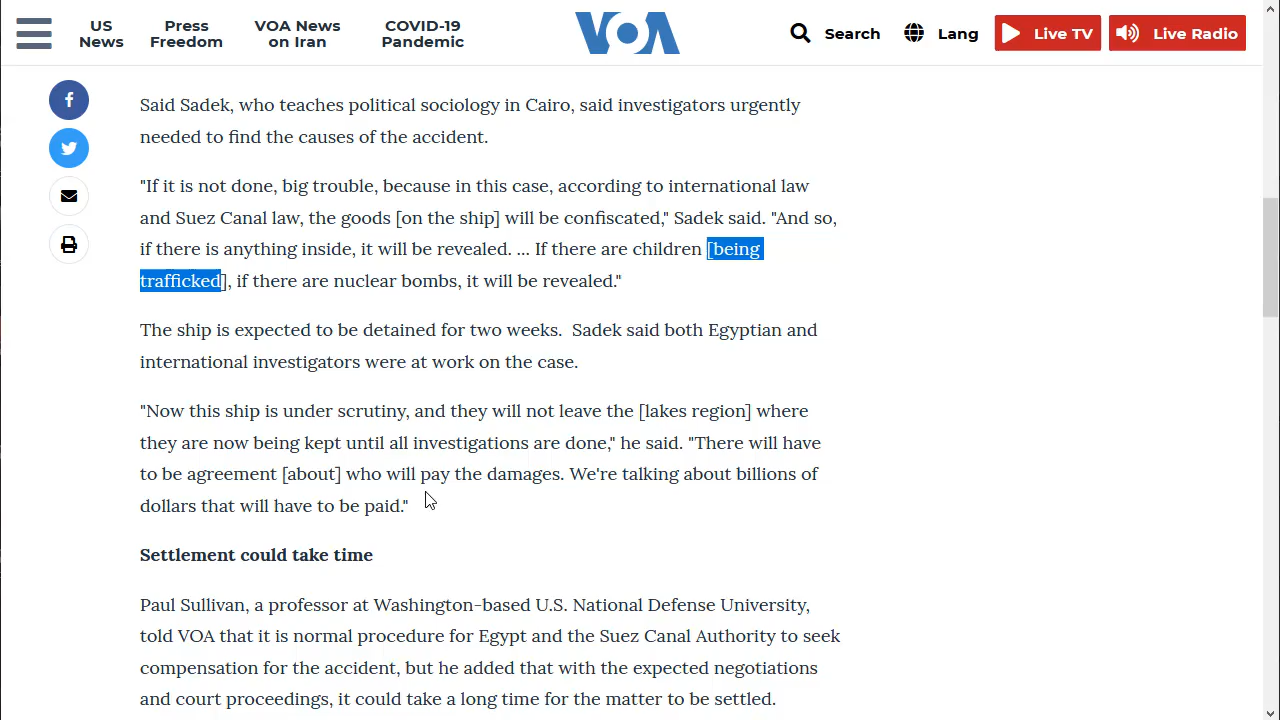 US News
Press Freedom
VOA News on Iran
COVID-19 Pandemic
VOA
Search
Lang
Live TV
Live Radio
Said Sadek, who teaches political sociology in Cairo, said investigators urgently
needed to find the causes of the accident.
"If it is not done, big trouble, because in this case, according to international law
and Suez Canal law, the goods [on the ship] will be confiscated," Sadek said. "And so,
if there is anything inside, it will be revealed. ... If there are children [being
trafficked], if there are nuclear bombs, it will be revealed."
The ship is expected to be detained for two weeks.  Sadek said both Egyptian and
international investigators were at work on the case.
"Now this ship is under scrutiny, and they will not leave the [lakes region] where
they are now being kept until all investigations are done," he said. "There will have
to be agreement [about] who will pay the damages. We're talking about billions of
dollars that will have to be paid."
Settlement could take time
Paul Sullivan, a professor at Washington-based U.S. National Defense University,
told VOA that it is normal procedure for Egypt and the Suez Canal Authority to seek
compensation for the accident, but he added that with the expected negotiations
and court proceedings, it could take a long time for the matter to be settled.